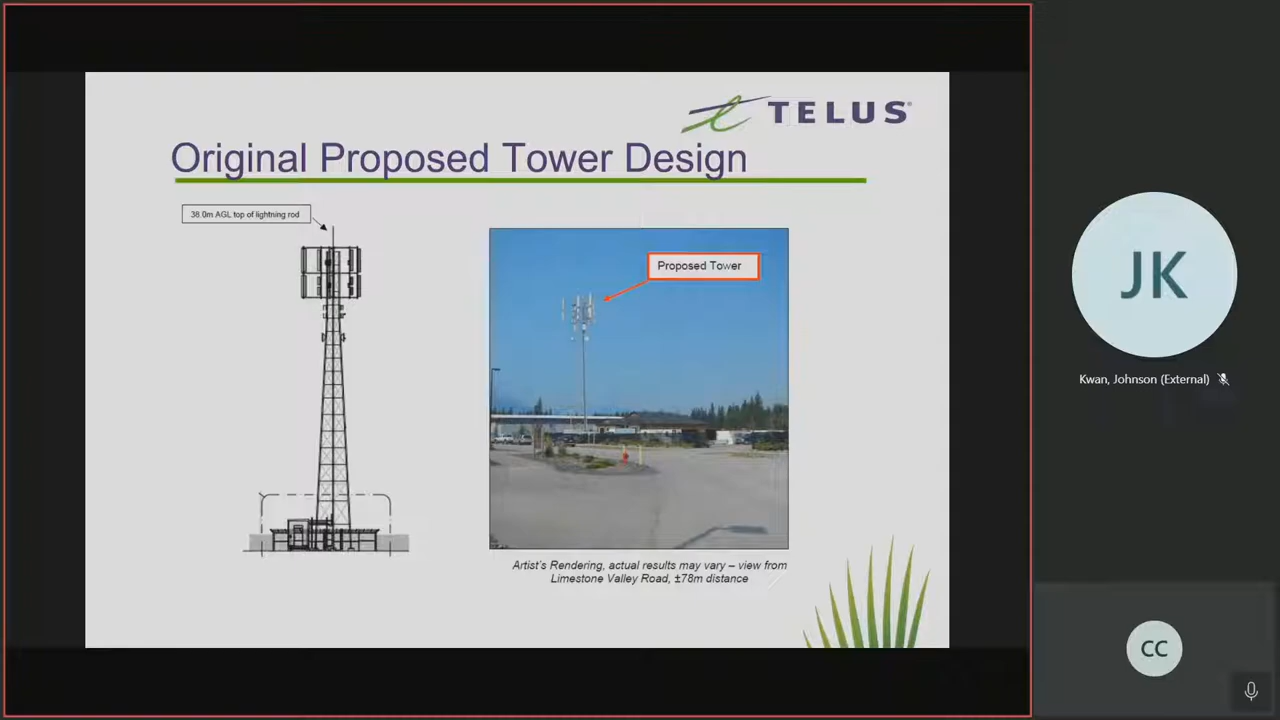 TELUS
Original Proposed Tower Design
38.0m AGL top of lightning rod
Proposed Tower
Artist's Rendering, actual results may vary – view from
Limestone Valley Road, ±78m distance
JK
Kwan, Johnson (External)
CC